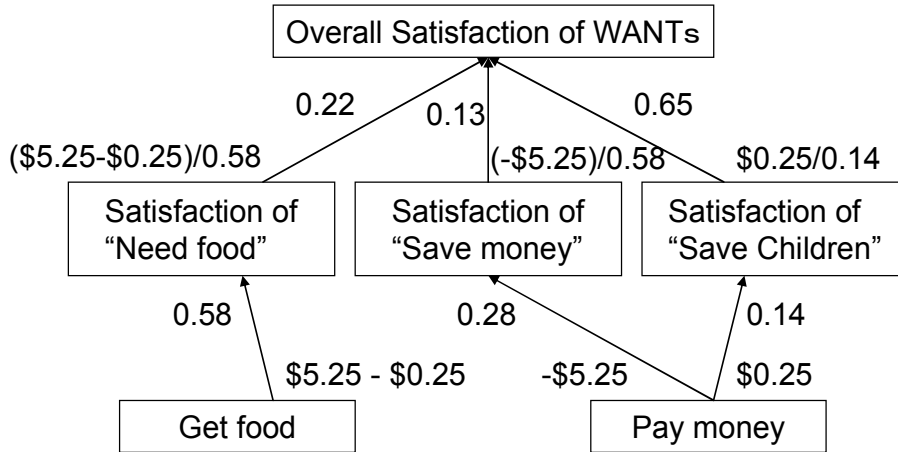 Overall Satisfaction of WANTs
0.22
0.13
0.65
($5.25-$0.25)/0.58
(-$5.25)/0.58
$0.25/0.14
Satisfaction of
“Need food”
Satisfaction of
“Save money”
Satisfaction of
“Save Children”
0.58
0.28
0.14
$5.25 - $0.25
-$5.25
$0.25
Get food
Pay money